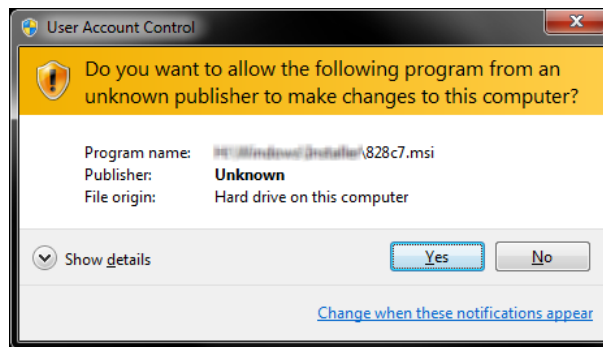 User Account Control
Do you want to allow the following program from an
unknown publisher to make changes to this computer?
Program name: \828c7.msi
Publisher: Unknown
File origin: Hard drive on this computer
Show details
Yes
No
Change when these notifications appear